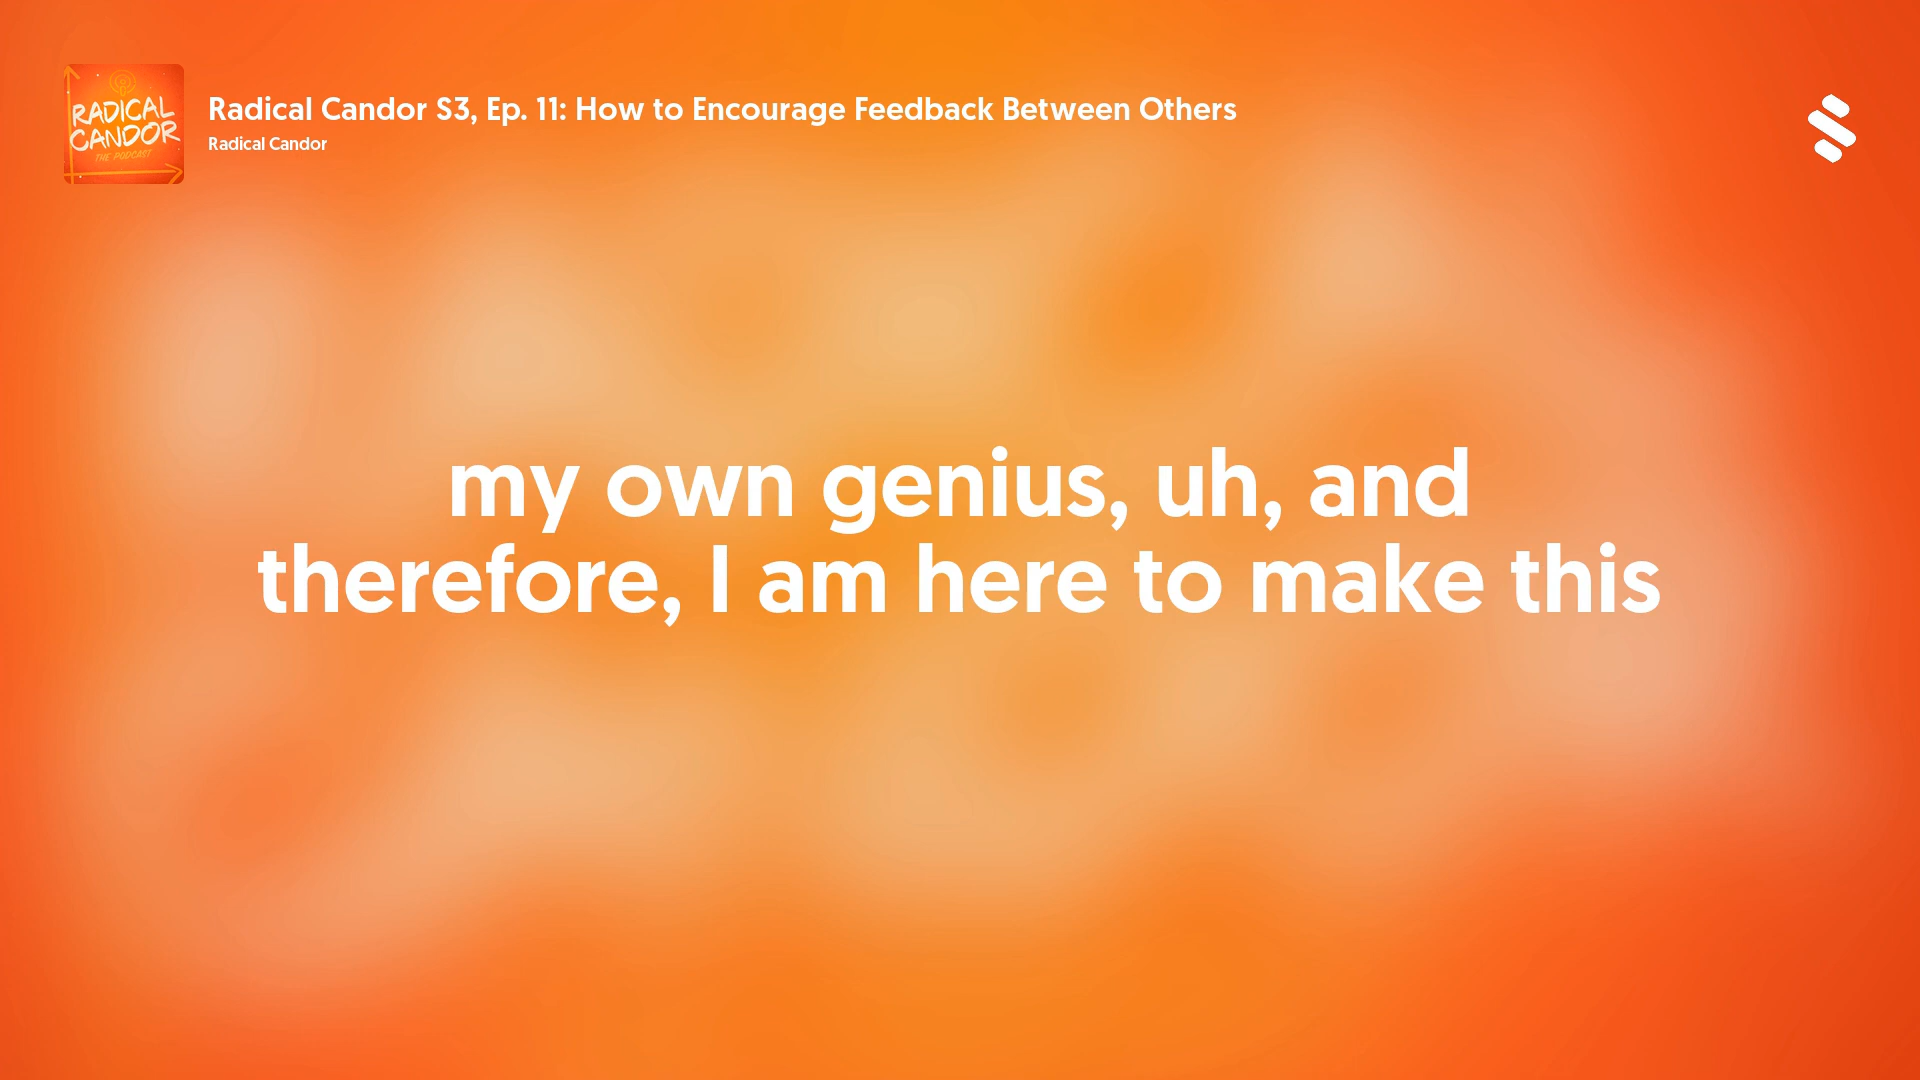 RADICAL
CANDOR
THE PODCAST
Radical Candor S3, Ep. 11: How to Encourage Feedback Between Others
Radical Candor
my own genius, uh, and
therefore, I am here to make this